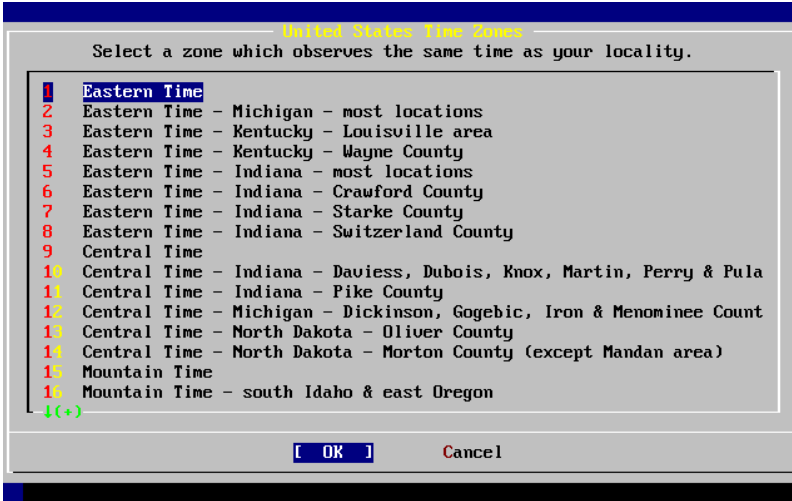 United States Time Zones
Select a zone which observes the same time as your locality.
1 Eastern Time
2 Eastern Time - Michigan - most locations
3 Eastern Time - Kentucky - Louisville area
4 Eastern Time - Kentucky - Wayne County
5 Eastern Time - Indiana - most locations
6 Eastern Time - Indiana - Crawford County
7 Eastern Time - Indiana - Starke County
8 Eastern Time - Indiana - Switzerland County
9 Central Time
10 Central Time - Indiana - Daviess, Dubois, Knox, Martin, Perry & Pula
11 Central Time - Indiana - Pike County
12 Central Time - Michigan - Dickinson, Gogebic, Iron & Menominee Count
13 Central Time - North Dakota - Oliver County
14 Central Time - North Dakota - Morton County (except Mandan area)
15 Mountain Time
16 Mountain Time - south Idaho & east Oregon
↓(+)
[ OK ] Cancel